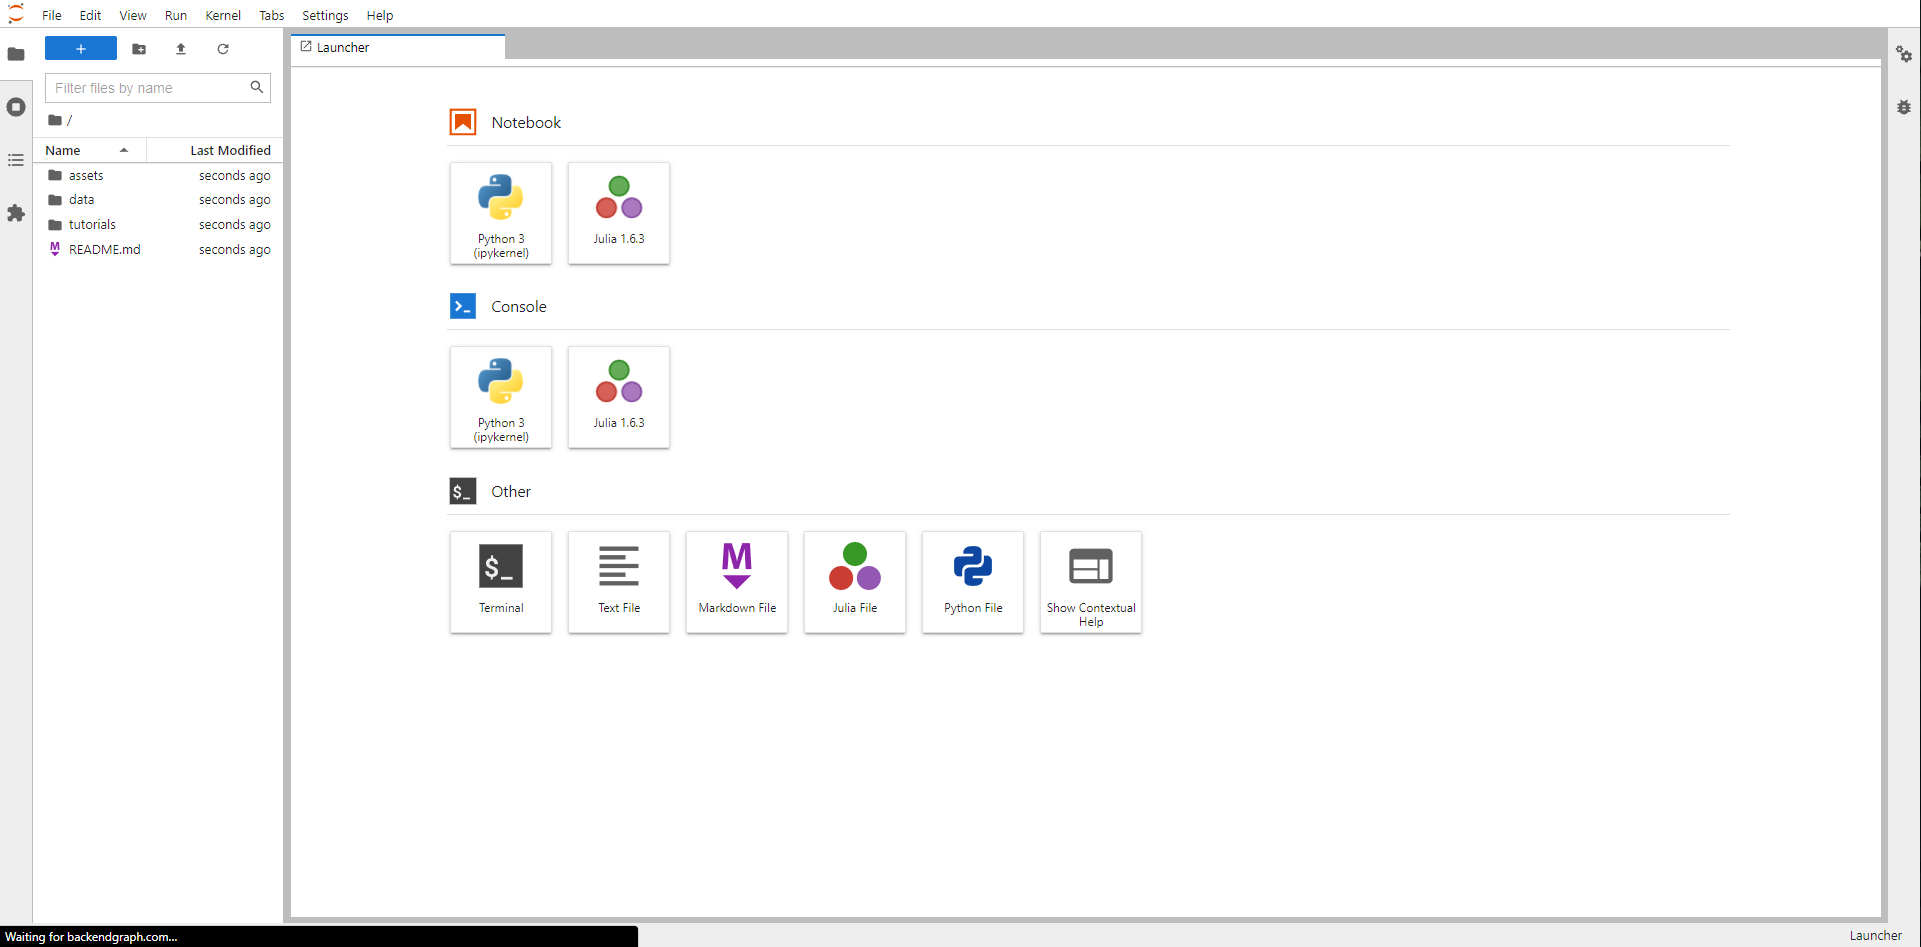 File Edit View Run Kernel Tabs Settings Help
Launcher
Filter files by name
/
Name Last Modified
assets seconds ago
data seconds ago
tutorials seconds ago
README.md seconds ago
Notebook
Python 3
(ipykernel)
Julia 1.6.3
Console
Python 3
(ipykernel)
Julia 1.6.3
$_ Other
$_
Terminal
Text File
M
Markdown File
Julia File
Python File
Show Contextual
Help
Waiting for backendgraph.com...
Launcher